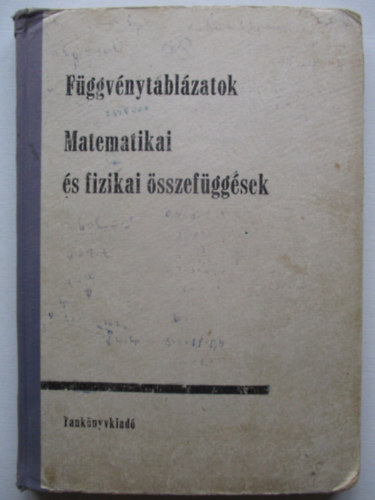 Függvénytáblázatok
Matematikai
és fizikai összefüggések
Tankönyvkiadó